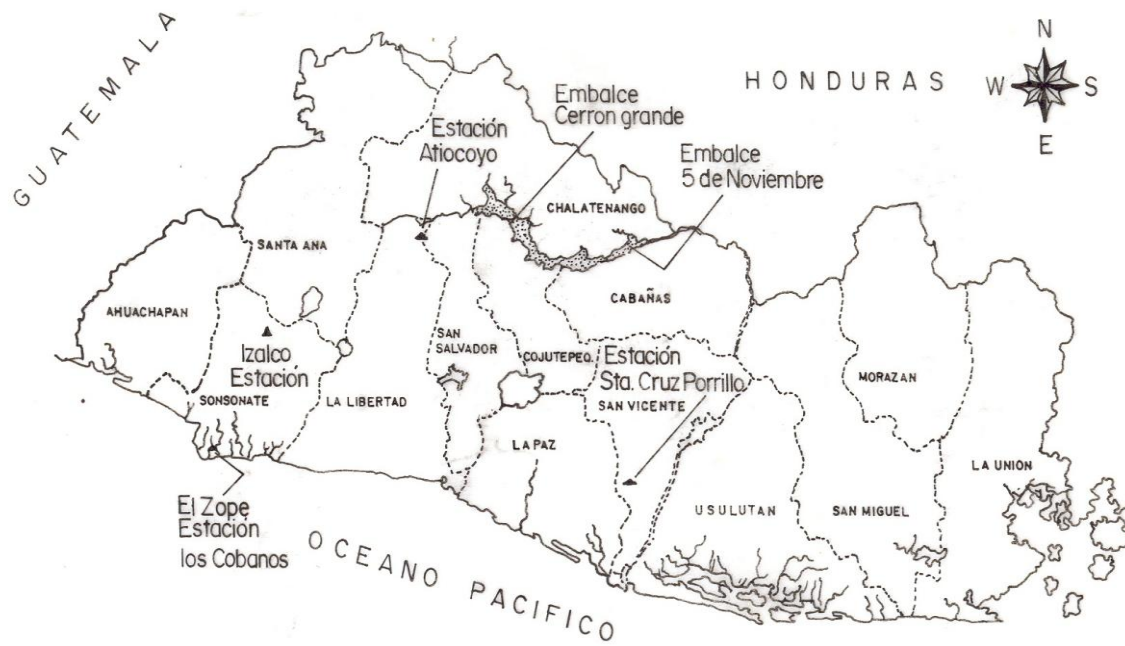 GUATEMALA
HONDURAS
N
W
S
E
Embalce
Cerron grande
Estación
Atiocoyo
Embalce
5 de Noviembre
CHALATENANGO
SANTA ANA
AHUACHAPAN
CABAÑAS
Izalco
Estación
SAN
SALVADOR
COJUTEPEQ.
Estación
Sta. Cruz Porrillo
MORAZAN
SONSONATE
LA LIBERTAD
SAN VICENTE
LA PAZ
LA UNION
USULUTAN
SAN MIGUEL
El Zope
Estación
los Cobanos
OCEANO PACIFICO